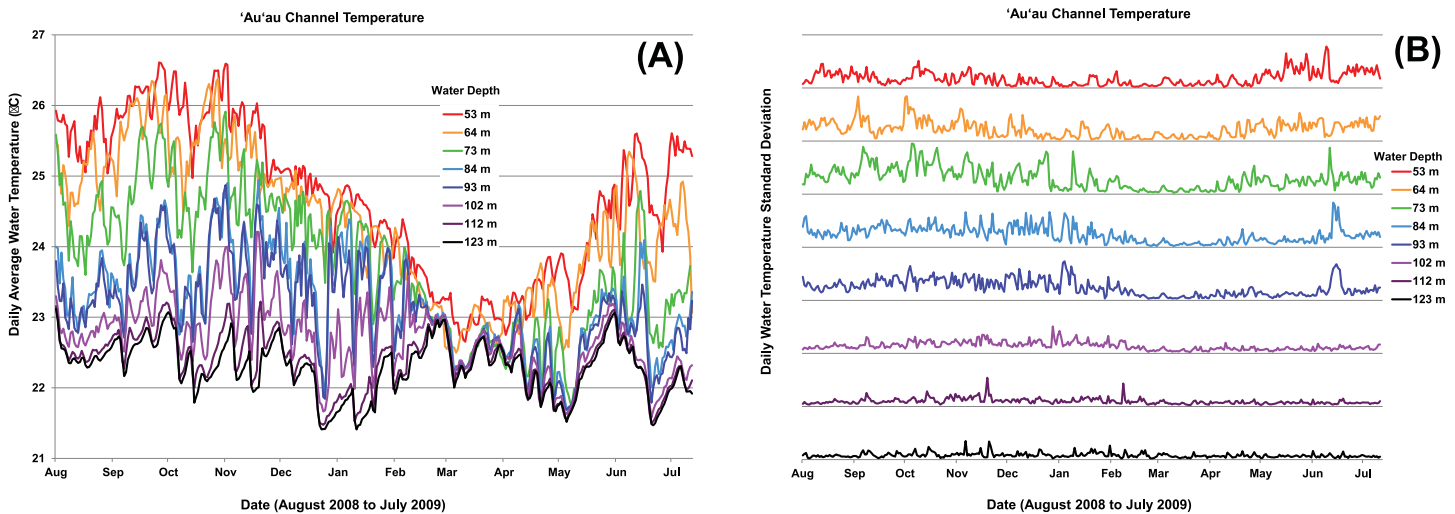 ‘Au‘au Channel Temperature
(A)
Daily Average Water Temperature (☒C)
27
26
25
24
23
22
21
Water Depth
53 m
64 m
73 m
84 m
93 m
102 m
112 m
123 m
Aug Sep Oct Nov Dec Jan Feb Mar Apr May Jun Jul
Date (August 2008 to July 2009)
‘Au‘au Channel Temperature
(B)
Daily Water Temperature Standard Deviation
Water Depth
53 m
64 m
73 m
84 m
93 m
102 m
112 m
123 m
Aug Sep Oct Nov Dec Jan Feb Mar Apr May Jun Jul
Date (August 2008 to July 2009)